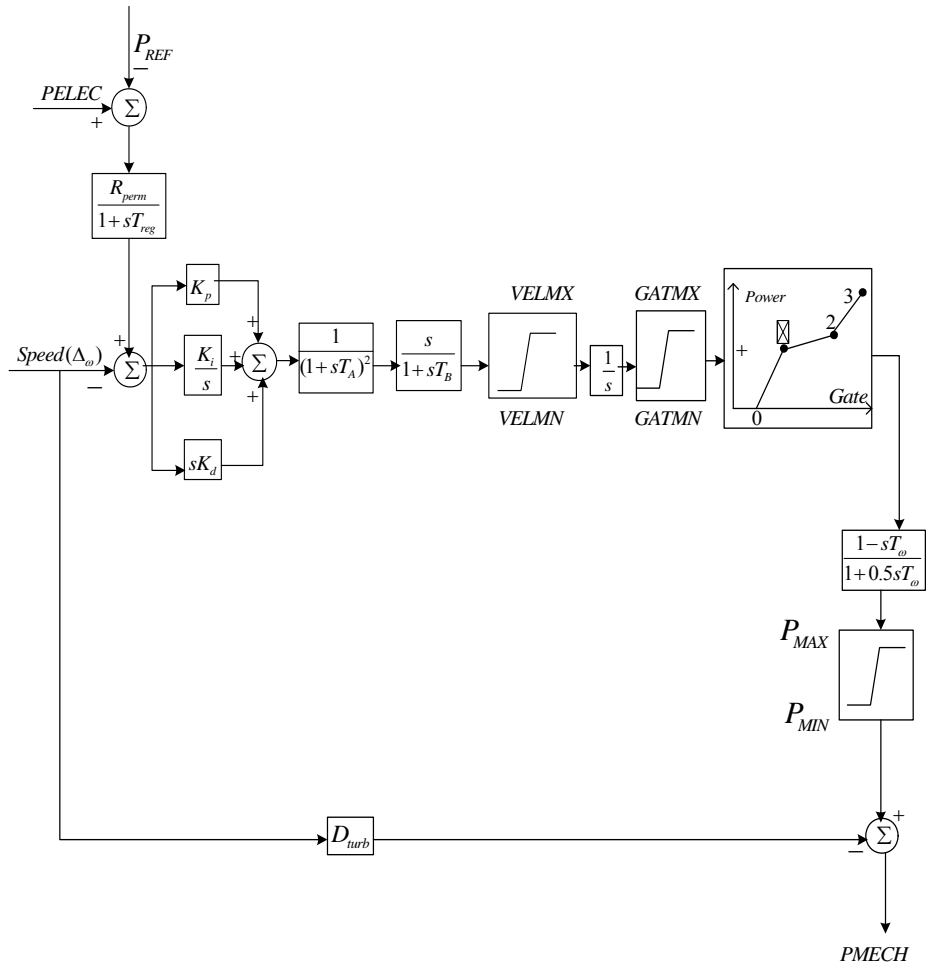 P_REF
−
PELEC
+
Σ
R_perm
1 + sT_reg
+
Speed(Δ_ω)
−
Σ
K_p
K_i
s
sK_d
+
+
+
Σ
1
(1 + sT_A)^2
s
1 + sT_B
VELMX
VELMN
1
s
GATMX
GATMN
Power
+
3
2
0
Gate
1 − sT_ω
1 + 0.5sT_ω
P_MAX
P_MIN
D_turb
+
−
Σ
PMECH